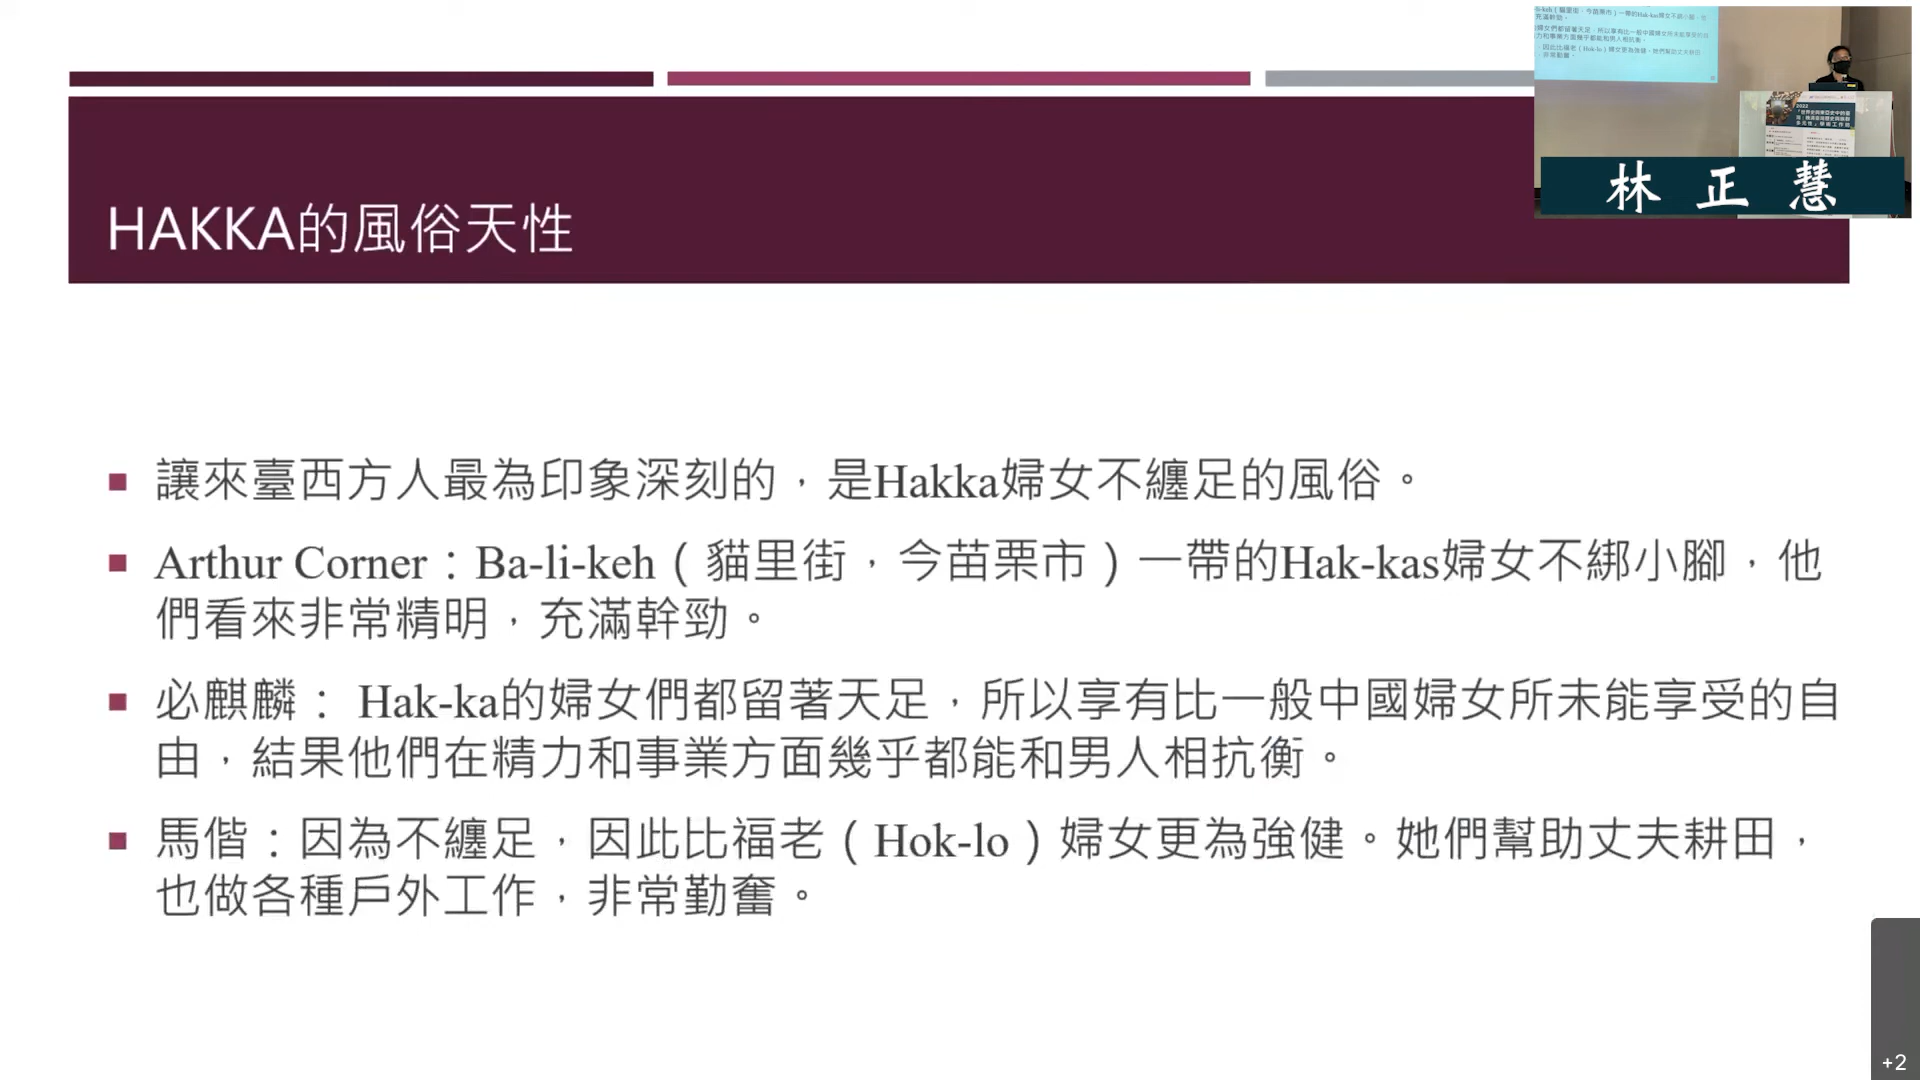 HAKKA的風俗天性
讓來臺西方人最為印象深刻的，是Hakka婦女不纏足的風俗。
Arthur Corner：Ba-li-keh（貓里街，今苗栗市）一帶的Hak-kas婦女不綁小腳，他
們看來非常精明，充滿幹勁。
必麒麟： Hak-ka的婦女們都留著天足，所以享有比一般中國婦女所未能享受的自
由，結果他們在精力和事業方面幾乎都能和男人相抗衡。
馬偕：因為不纏足，因此比福老（Hok-lo）婦女更為強健。她們幫助丈夫耕田，
也做各種戶外工作，非常勤奮。
林 正 慧
+2